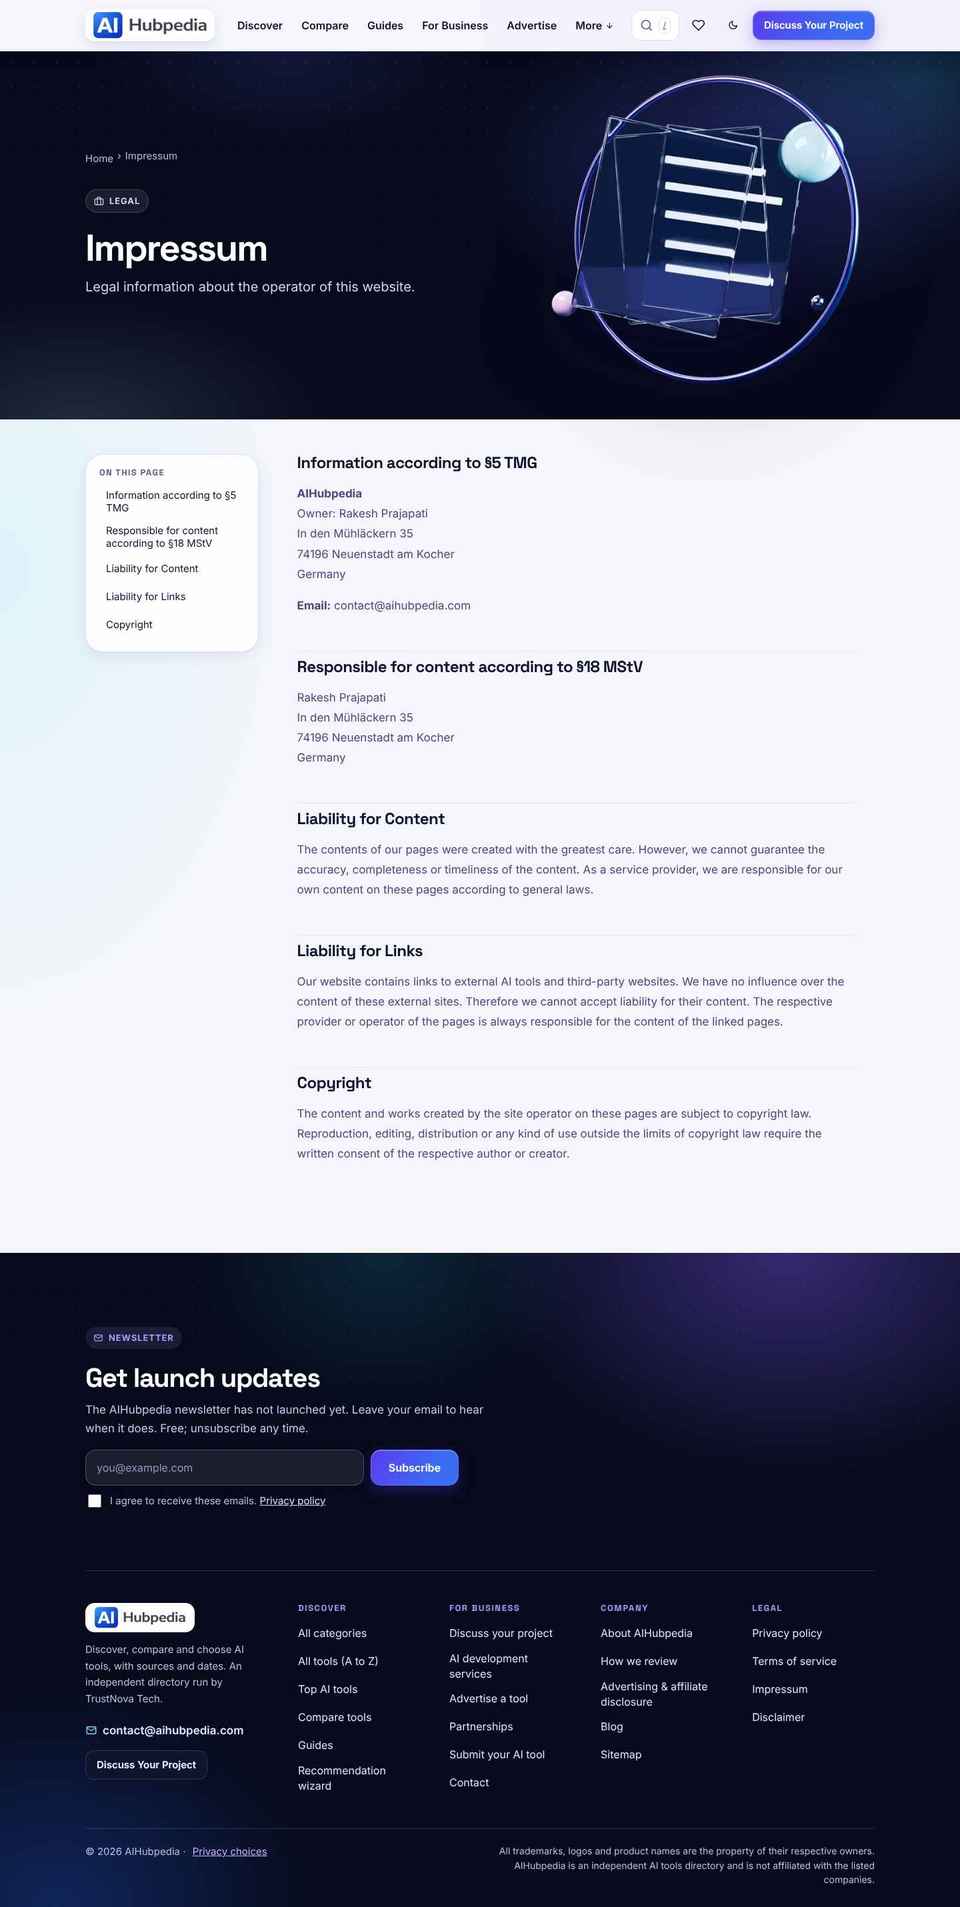 AI Hubpedia
Discover Compare Guides For Business Advertise More ↓ / Discuss Your Project
Home › Impressum
LEGAL
Impressum
Legal information about the operator of this website.
ON THIS PAGE
Information according to §5
TMG
Responsible for content
according to §18 MStV
Liability for Content
Liability for Links
Copyright
Information according to §5 TMG
AIHubpedia
Owner: Rakesh Prajapati
In den Mühläckern 35
74196 Neuenstadt am Kocher
Germany
Email: contact@aihubpedia.com
Responsible for content according to §18 MStV
Rakesh Prajapati
In den Mühläckern 35
74196 Neuenstadt am Kocher
Germany
Liability for Content
The contents of our pages were created with the greatest care. However, we cannot guarantee the
accuracy, completeness or timeliness of the content. As a service provider, we are responsible for our
own content on these pages according to general laws.
Liability for Links
Our website contains links to external AI tools and third-party websites. We have no influence over the
content of these external sites. Therefore we cannot accept liability for their content. The respective
provider or operator of the pages is always responsible for the content of the linked pages.
Copyright
The content and works created by the site operator on these pages are subject to copyright law.
Reproduction, editing, distribution or any kind of use outside the limits of copyright law require the
written consent of the respective author or creator.
NEWSLETTER
Get launch updates
The AIHubpedia newsletter has not launched yet. Leave your email to hear
when it does. Free; unsubscribe any time.
you@example.com
Subscribe
I agree to receive these emails. Privacy policy
AI Hubpedia
Discover, compare and choose AI
tools, with sources and dates. An
independent directory run by
TrustNova Tech.
contact@aihubpedia.com
Discuss Your Project
DISCOVER
All categories
All tools (A to Z)
Top AI tools
Compare tools
Guides
Recommendation
wizard
FOR BUSINESS
Discuss your project
AI development
services
Advertise a tool
Partnerships
Submit your AI tool
Contact
COMPANY
About AIHubpedia
How we review
Advertising & affiliate
disclosure
Blog
Sitemap
LEGAL
Privacy policy
Terms of service
Impressum
Disclaimer
© 2026 AIHubpedia · Privacy choices
All trademarks, logos and product names are the property of their respective owners.
AIHubpedia is an independent AI tools directory and is not affiliated with the listed
companies.